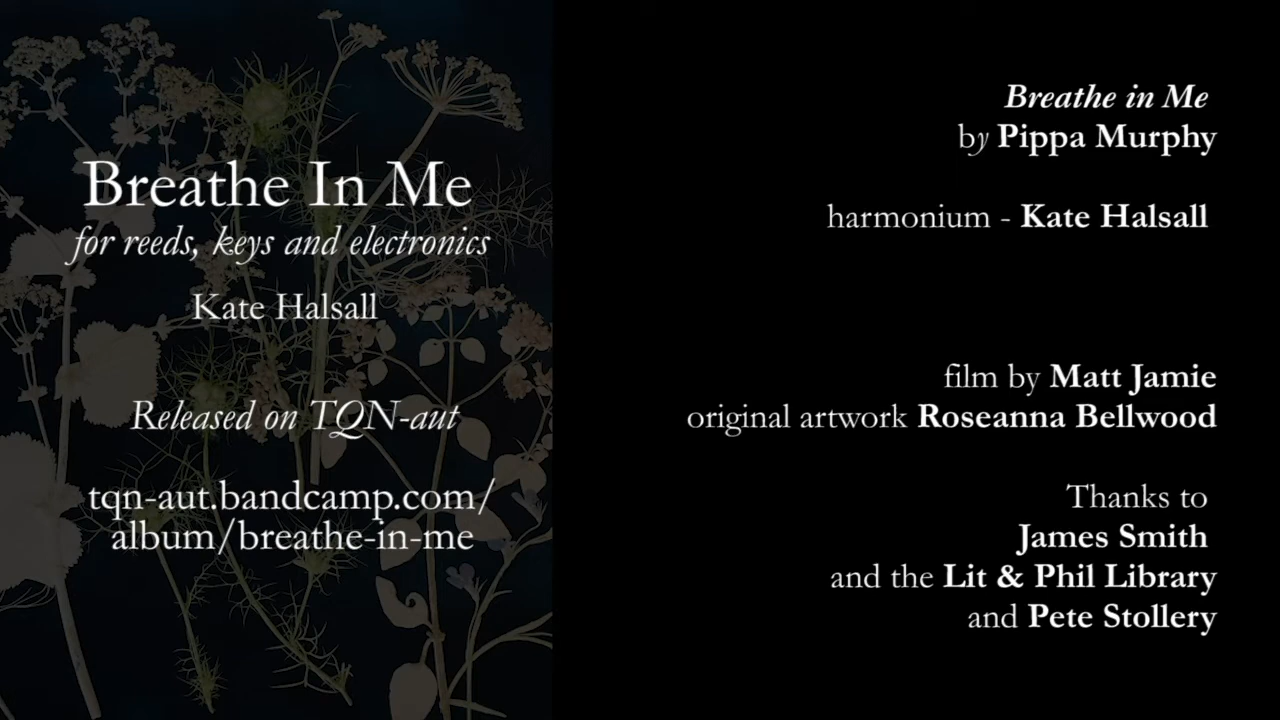 Breathe In Me
for reeds, keys and electronics
Kate Halsall
Released on TQN-aut
tqn-aut.bandcamp.com/
album/breathe-in-me
Breathe in Me
by Pippa Murphy
harmonium - Kate Halsall
film by Matt Jamie
original artwork Roseanna Bellwood
Thanks to
James Smith
and the Lit & Phil Library
and Pete Stollery